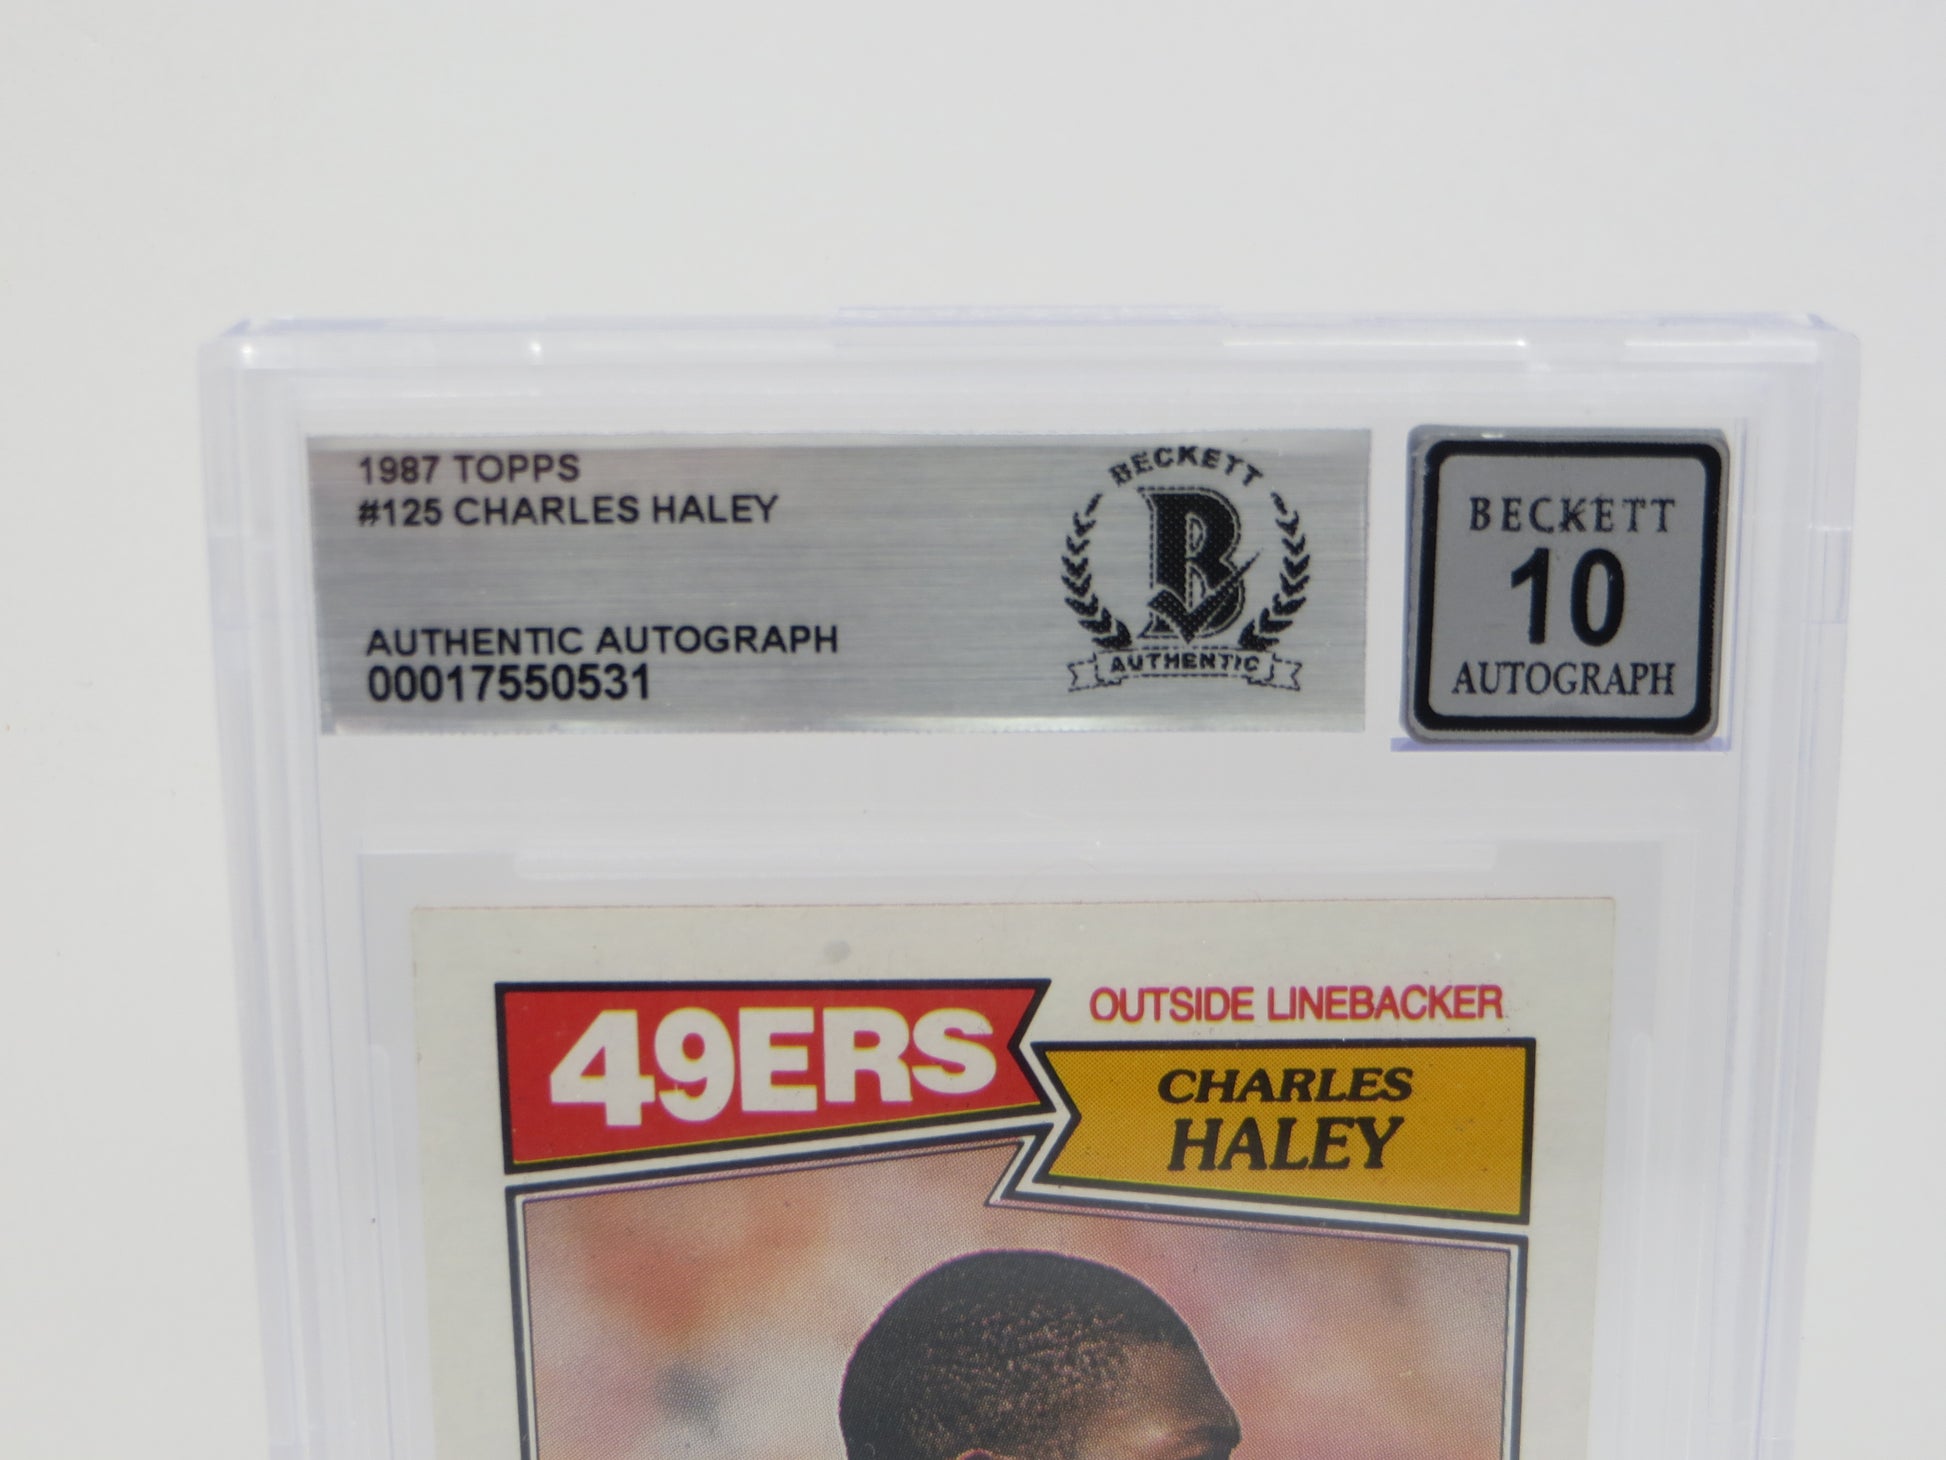 1987 TOPPS
#125 CHARLES HALEY
AUTHENTIC AUTOGRAPH
00017550531
BECKETT
B
AUTHENTIC
BECKETT
10
AUTOGRAPH
49ERS
OUTSIDE LINEBACKER
CHARLES
HALEY